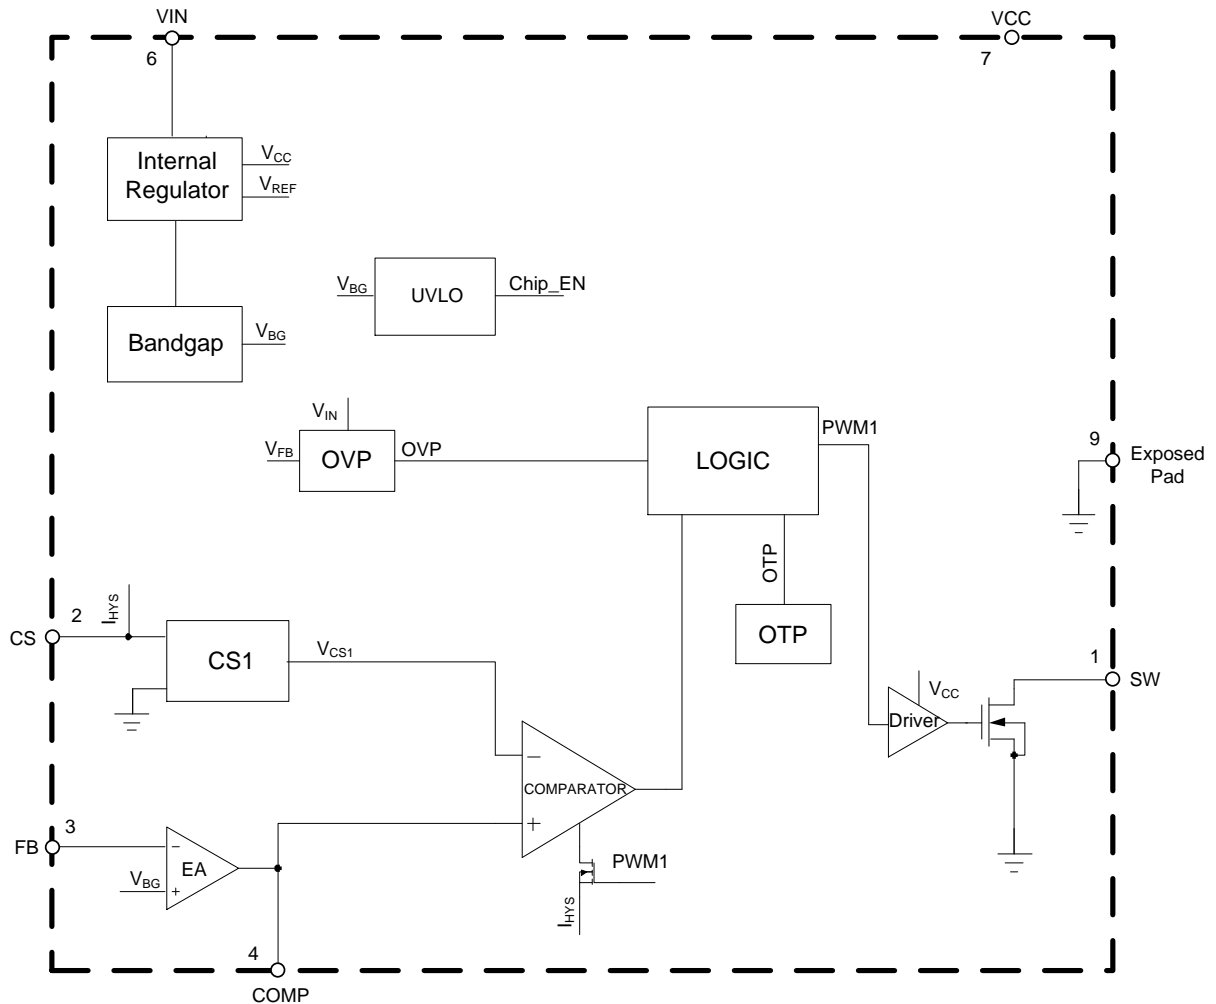 VIN
VCC
6
7
Internal
Regulator
VCC
VREF
VBG
UVLO
Chip_EN
Bandgap
VBG
VIN
VFB
OVP
OVP
LOGIC
PWM1
9
Exposed
Pad
OTP
OTP
CS
2
IHYS
CS1
VCS1
1
SW
VCC
Driver
COMPARATOR
−
+
FB
3
EA
−
+
VBG
PWM1
IHYS
4
COMP